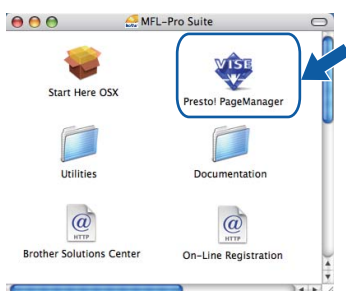 MFL-Pro Suite
VISE
Start Here OSX
Presto! PageManager
Utilities
Documentation
@
HTTP
@
HTTP
Brother Solutions Center
On-Line Registration